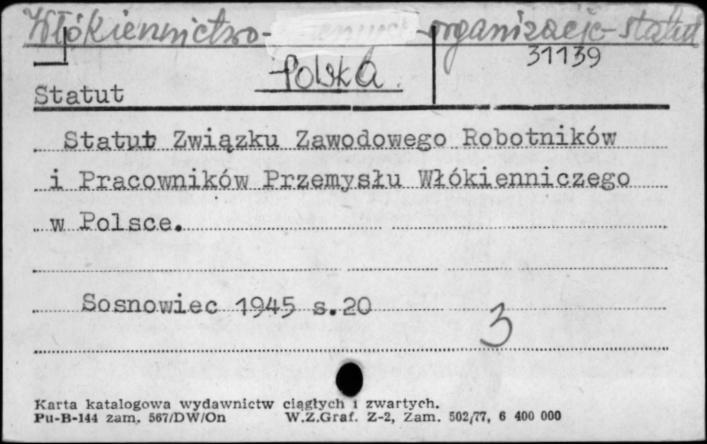 Włókiennictwo- -organizacje-statut
31139
Polska.
Statut
Statut Związku Zawodowego Robotników
i Pracowników Przemysłu Włókienniczego
w Polsce.
Sosnowiec 1945 s.20
3
Karta katalogowa wydawnictw ciągłych i zwartych.
Pu-B-144 zam. 567/DW/On W.Z.Graf. Z-2, Zam. 502/77, 6 400 000